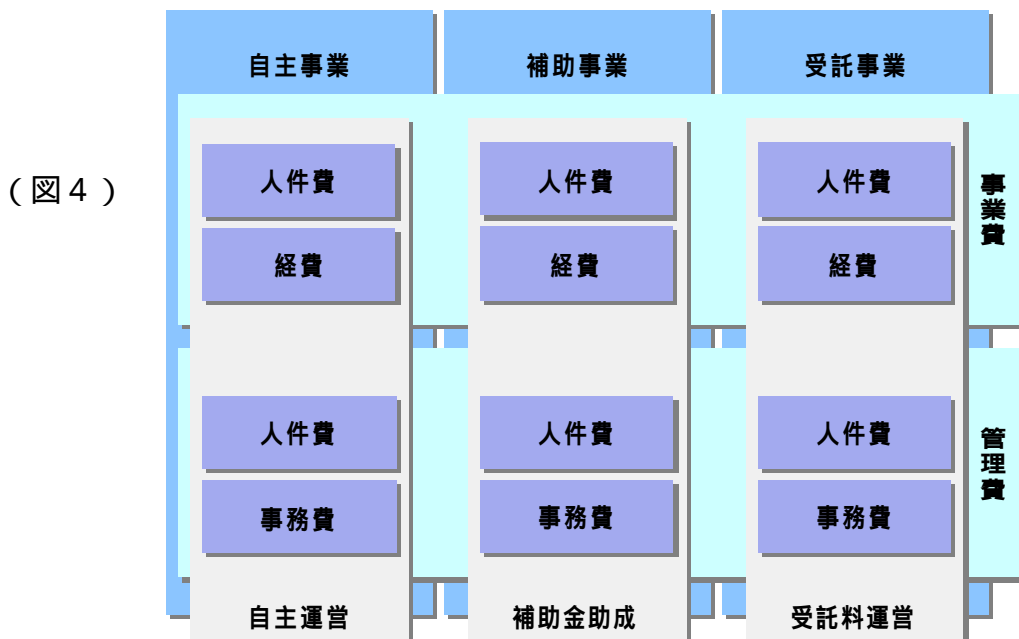 自主事業
補助事業
受託事業
(図4)
人件費
人件費
人件費
経費
経費
経費
事業費
人件費
人件費
人件費
事務費
事務費
事務費
管理費
自主運営
補助金助成
受託料運営